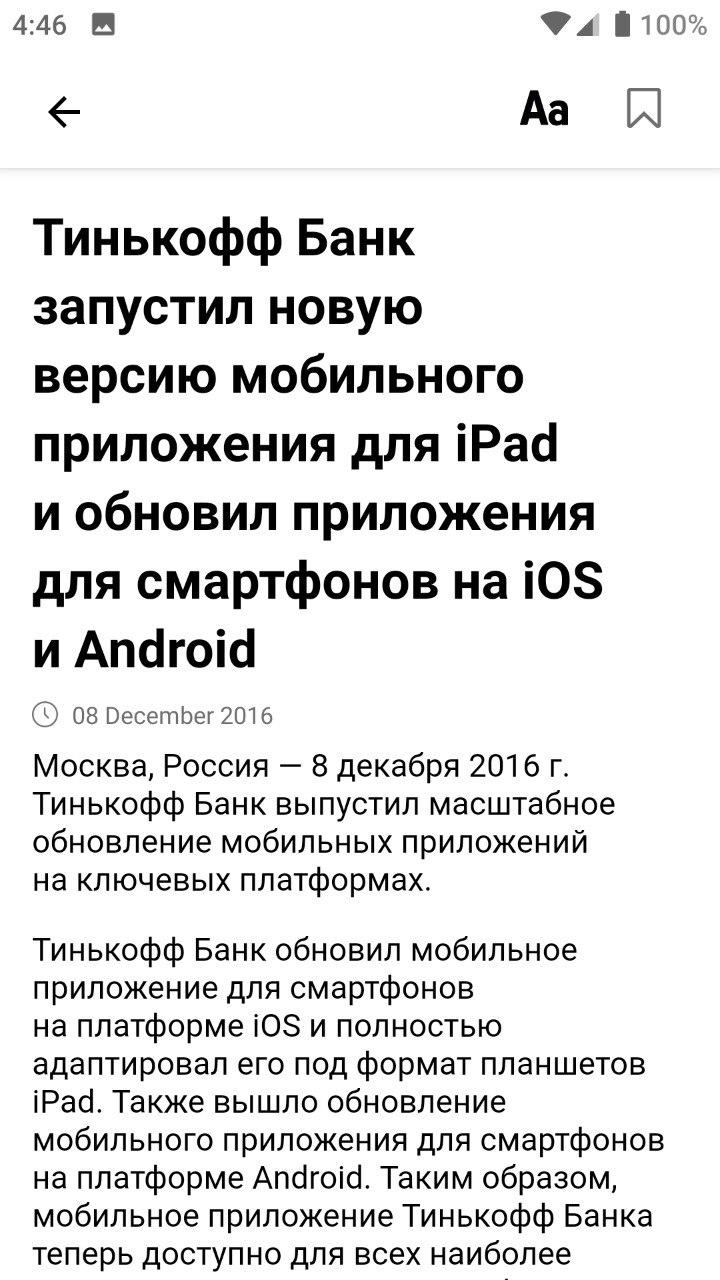 4:46
100%
Aa
Тинькофф Банк
запустил новую
версию мобильного
приложения для iPad
и обновил приложения
для смартфонов на iOS
и Android
08 December 2016
Москва, Россия — 8 декабря 2016 г.
Тинькофф Банк выпустил масштабное
обновление мобильных приложений
на ключевых платформах.
Тинькофф Банк обновил мобильное
приложение для смартфонов
на платформе iOS и полностью
адаптировал его под формат планшетов
iPad. Также вышло обновление
мобильного приложения для смартфонов
на платформе Android. Таким образом,
мобильное приложение Тинькофф Банка
теперь доступно для всех наиболее